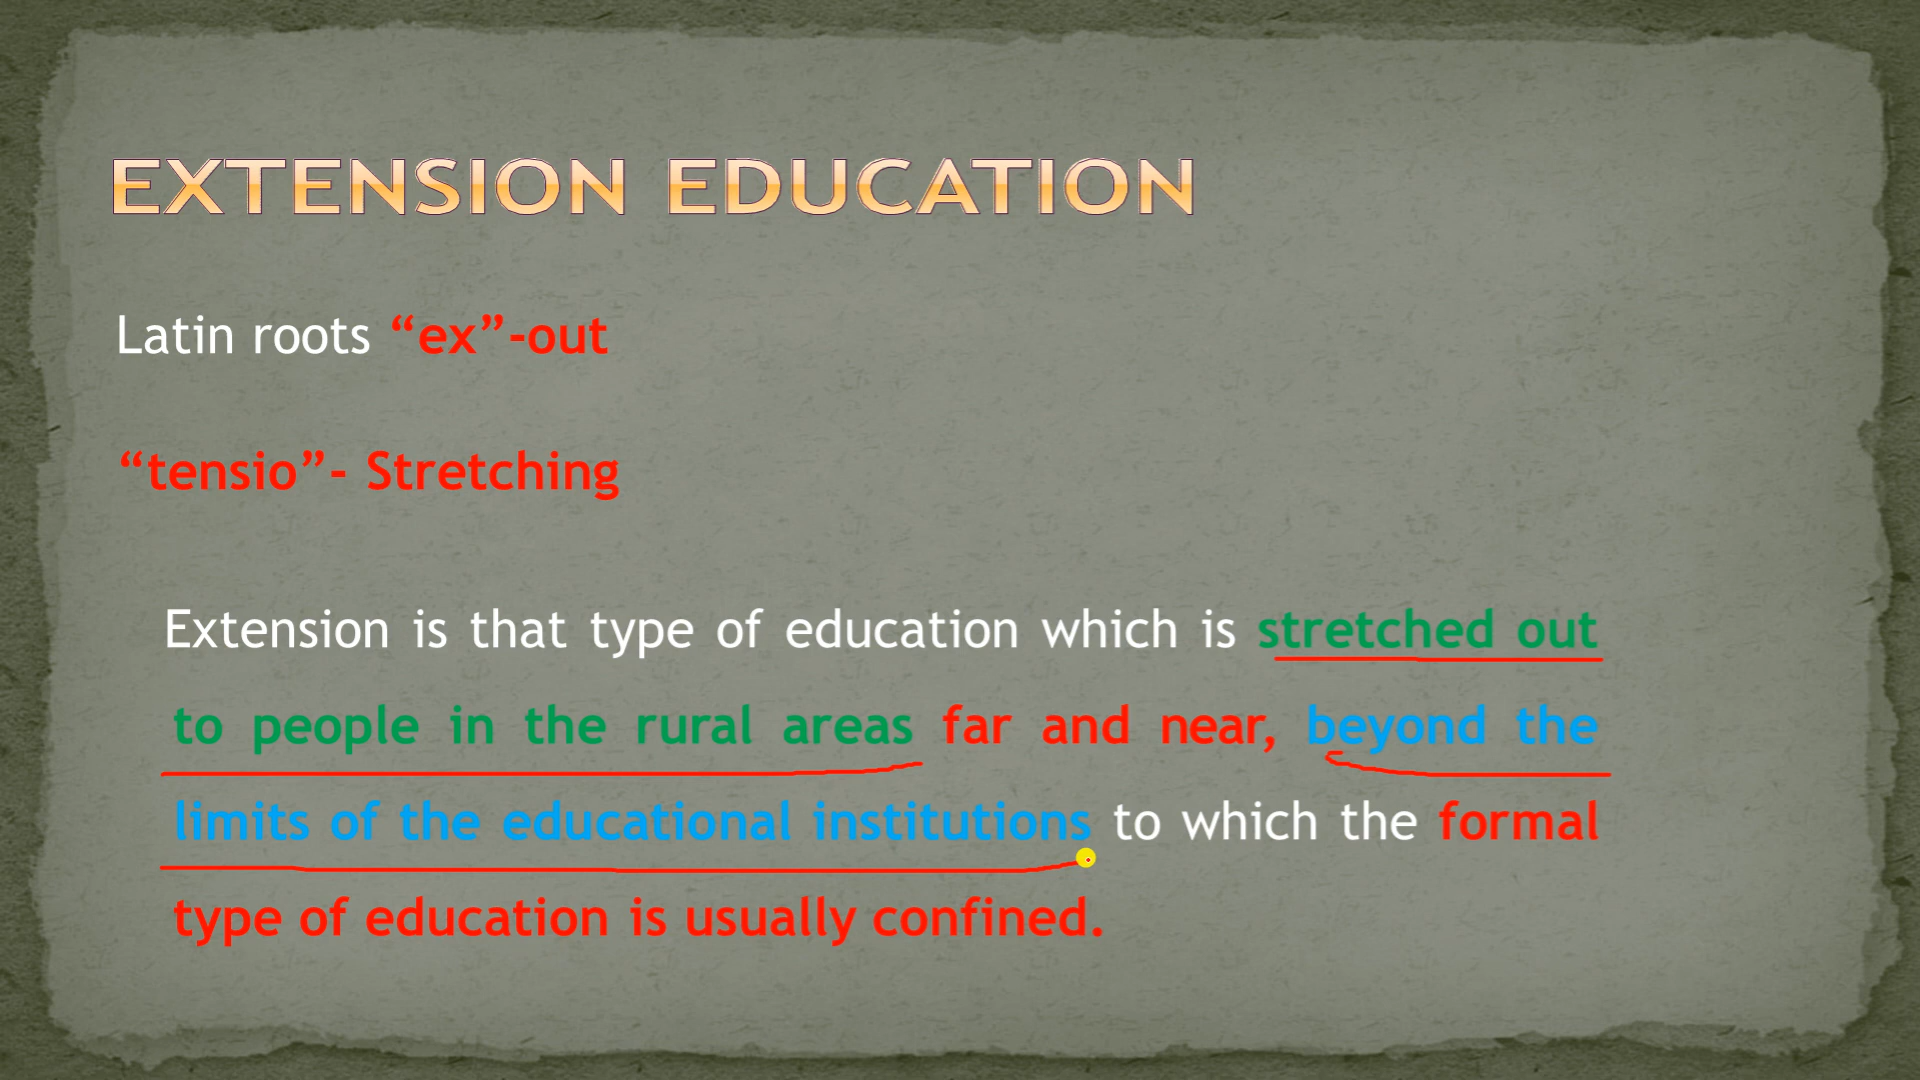 EXTENSION EDUCATION
Latin roots “ex”-out
“tensio”- Stretching
Extension is that type of education which is stretched out
to people in the rural areas far and near, beyond the
limits of the educational institutions to which the formal
type of education is usually confined.